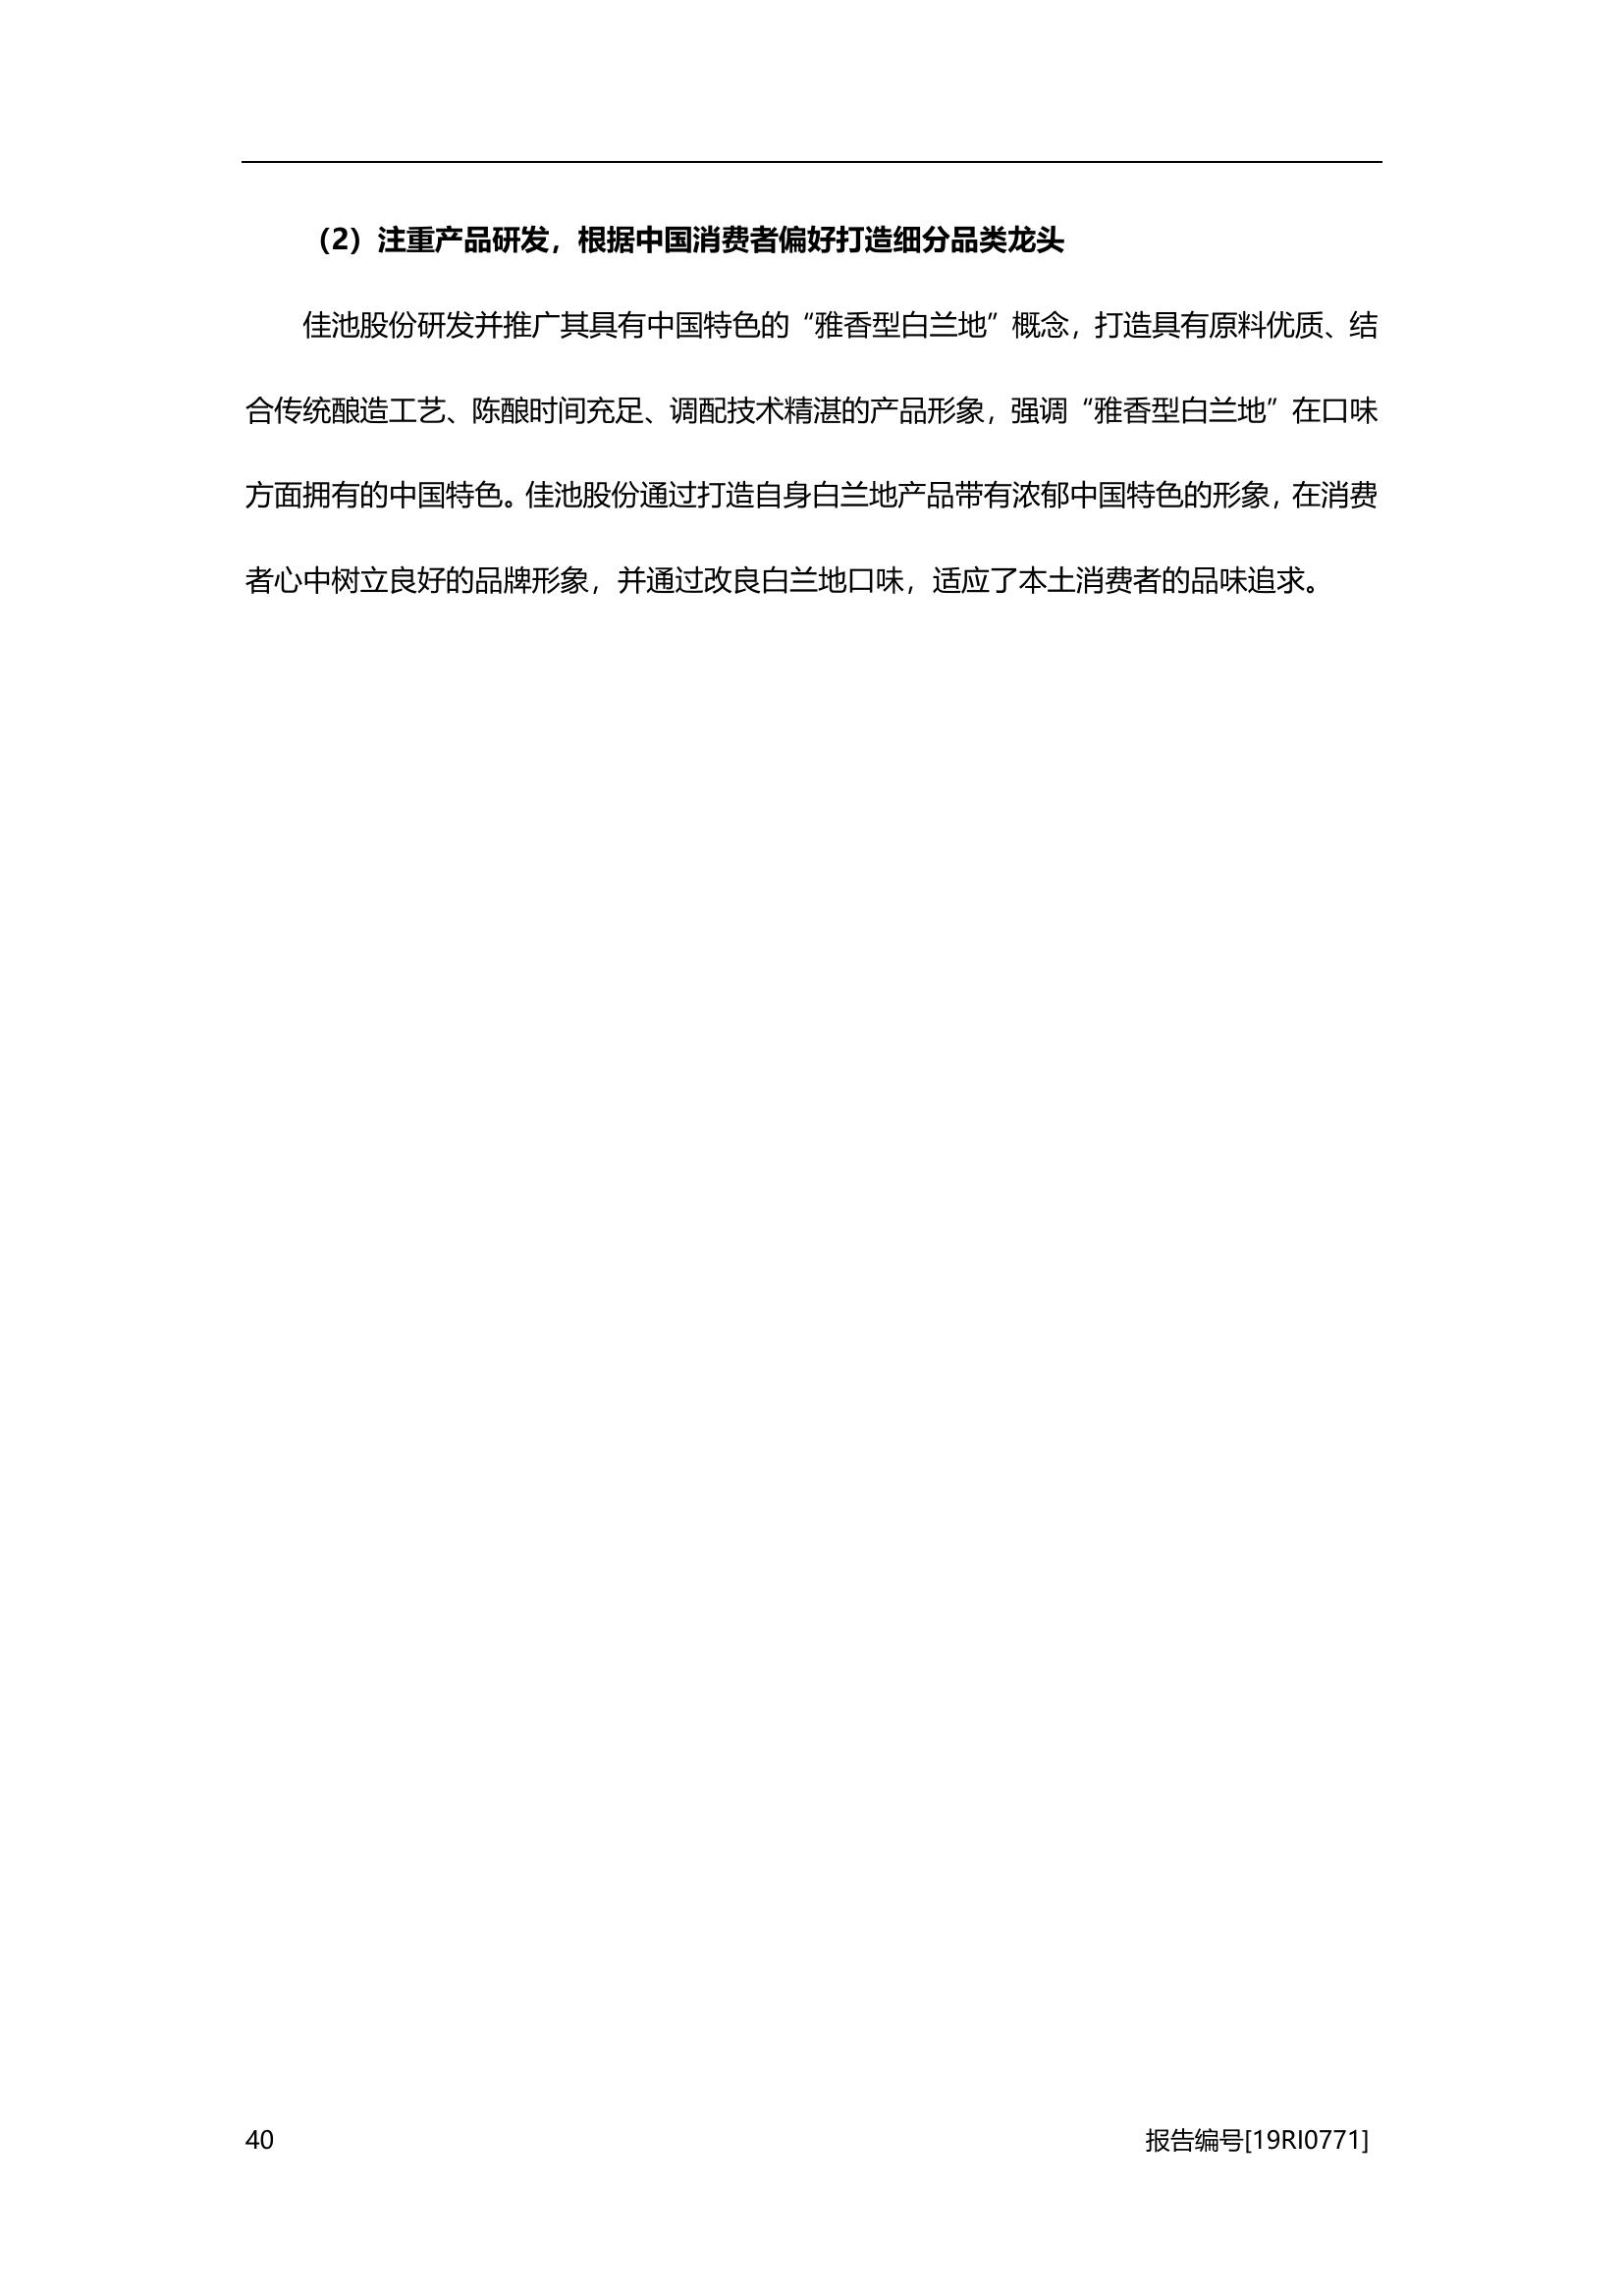 （2）注重产品研发，根据中国消费者偏好打造细分品类龙头
佳池股份研发并推广其具有中国特色的“雅香型白兰地”概念，打造具有原料优质、结
合传统酿造工艺、陈酿时间充足、调配技术精湛的产品形象，强调“雅香型白兰地”在口味
方面拥有的中国特色。佳池股份通过打造自身白兰地产品带有浓郁中国特色的形象，在消费
者心中树立良好的品牌形象，并通过改良白兰地口味，适应了本土消费者的品味追求。
40 报告编号[19RI0771]